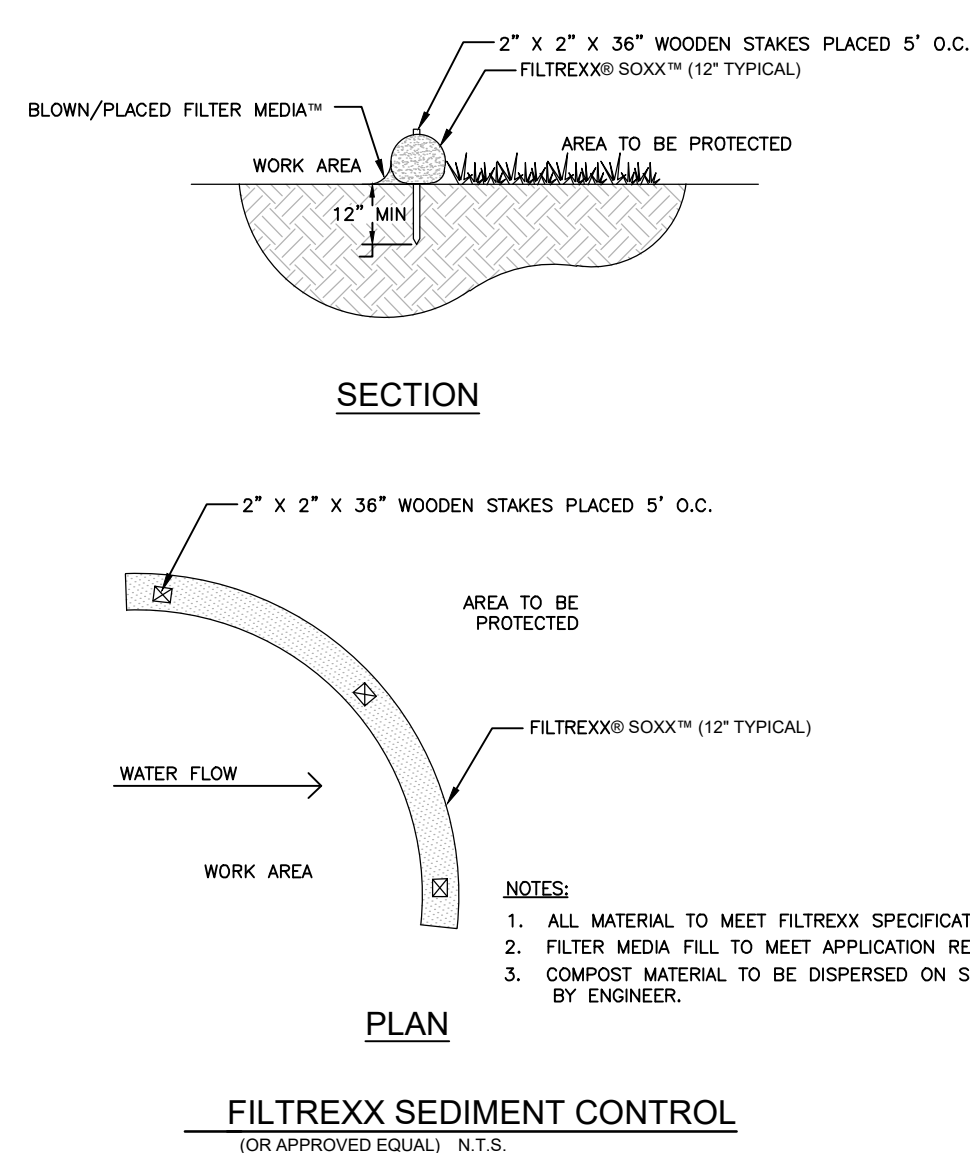 2" X 2" X 36" WOODEN STAKES PLACED 5' O.C.
FILTREXX® SOXX™ (12" TYPICAL)
BLOWN/PLACED FILTER MEDIA™
AREA TO BE PROTECTED
WORK AREA
12" MIN
SECTION
2" X 2" X 36" WOODEN STAKES PLACED 5' O.C.
AREA TO BE
PROTECTED
FILTREXX® SOXX™ (12" TYPICAL)
WATER FLOW
WORK AREA
NOTES:
1. ALL MATERIAL TO MEET FILTREXX SPECIFICAT
2. FILTER MEDIA FILL TO MEET APPLICATION RE
3. COMPOST MATERIAL TO BE DISPERSED ON S
BY ENGINEER.
PLAN
FILTREXX SEDIMENT CONTROL
(OR APPROVED EQUAL) N.T.S.